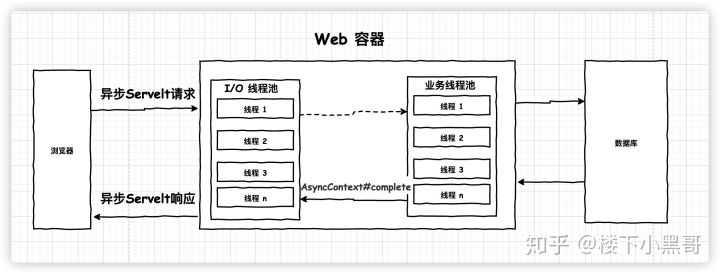 Web 容器
异步Servelt请求
I/O 线程池
业务线程池
线程 1
线程 1
浏览器
线程 2
线程 2
数据库
线程 3
线程 3
AsyncContext#complete
异步Servelt响应
线程 n
线程 n
知乎 @楼下小黑哥